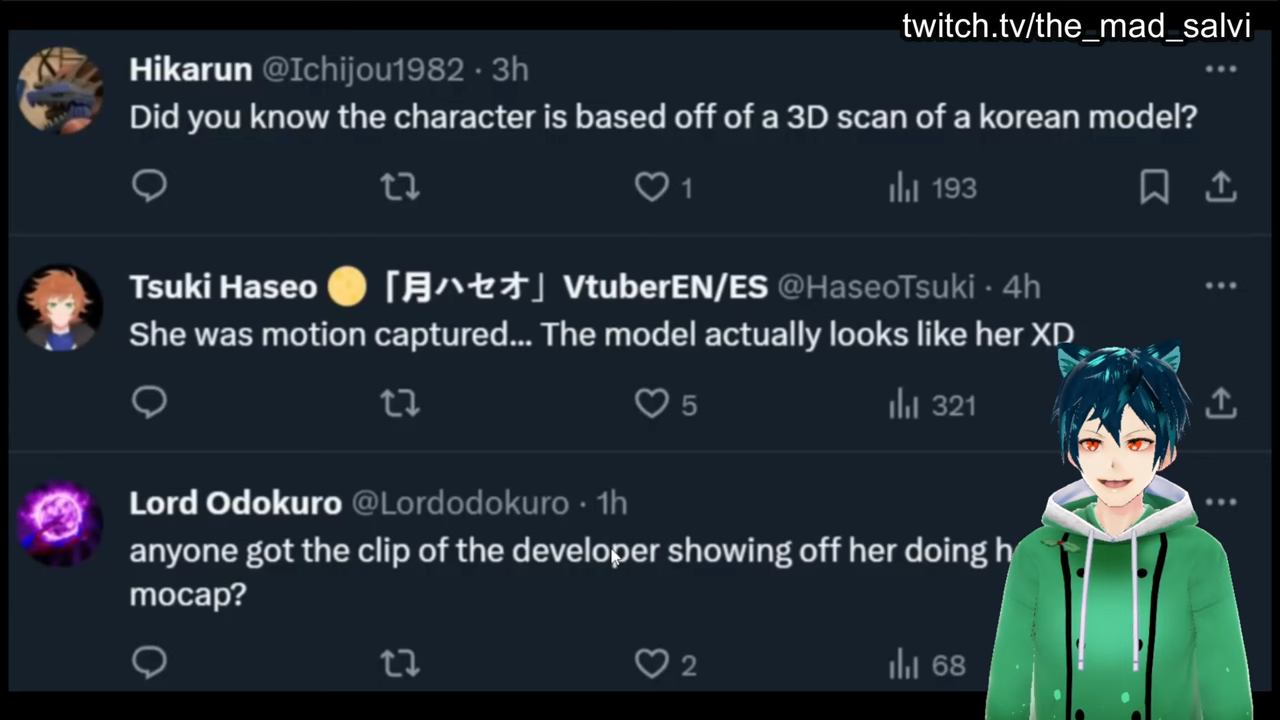 twitch.tv/the_mad_salvi
Hikarun @Ichijou1982 · 3h
Did you know the character is based off of a 3D scan of a korean model?
1 193
Tsuki Haseo 🌕「月ハセオ」VtuberEN/ES @HaseoTsuki · 4h
She was motion captured... The model actually looks like her XD
5 321
Lord Odokuro @Lordodokuro · 1h
anyone got the clip of the developer showing off her doing
mocap?
2 68